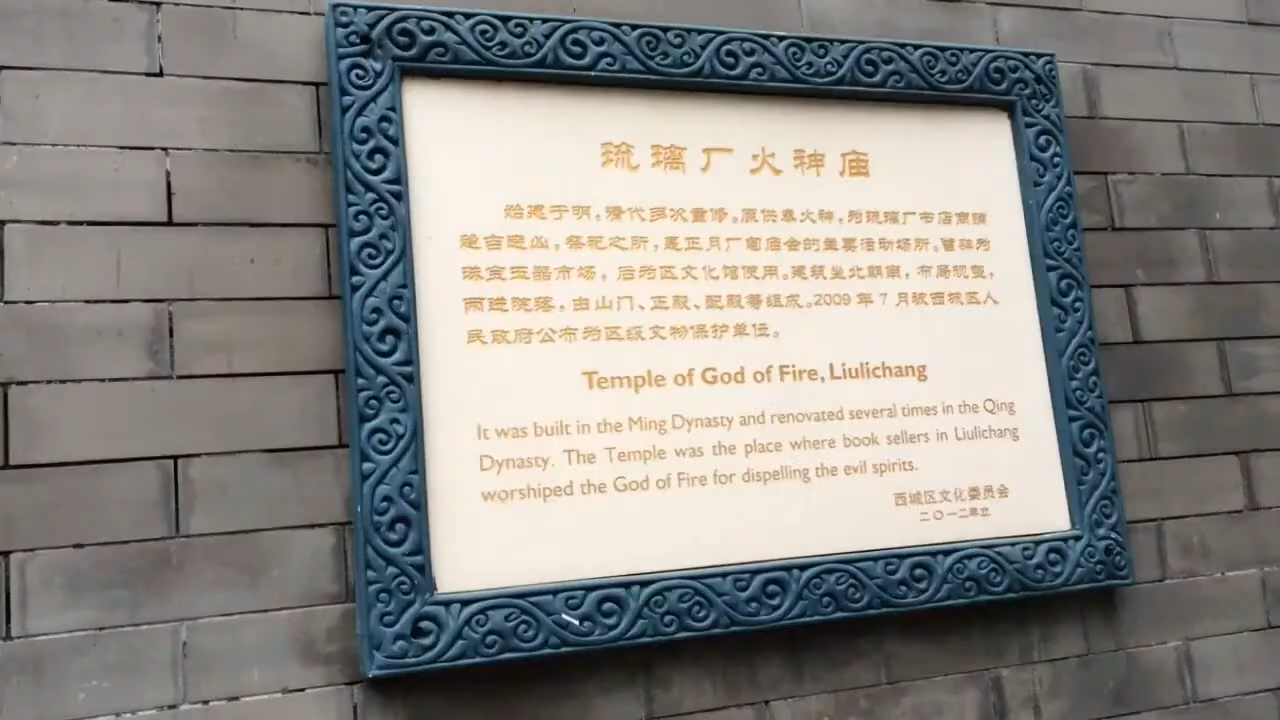 琉璃厂火神庙
始建于明,清代多次重修。原供奉火神,为琉璃厂书店商贾
趋吉避凶,祭祀之所,是正月厂甸庙会的重要活动场所。曾辟为
珠宝玉器市场,后为区文化馆使用。建筑坐北朝南,布局规整,
两进院落,由山门、正殿、配殿等组成。2009 年 7 月被西城区人
民政府公布为区级文物保护单位。
Temple of God of Fire, Liulichang
It was built in the Ming Dynasty and renovated several times in the Qing
Dynasty. The Temple was the place where book sellers in Liulichang
worshiped the God of Fire for dispelling the evil spirits.
西城区文化委员会
二〇一二年立